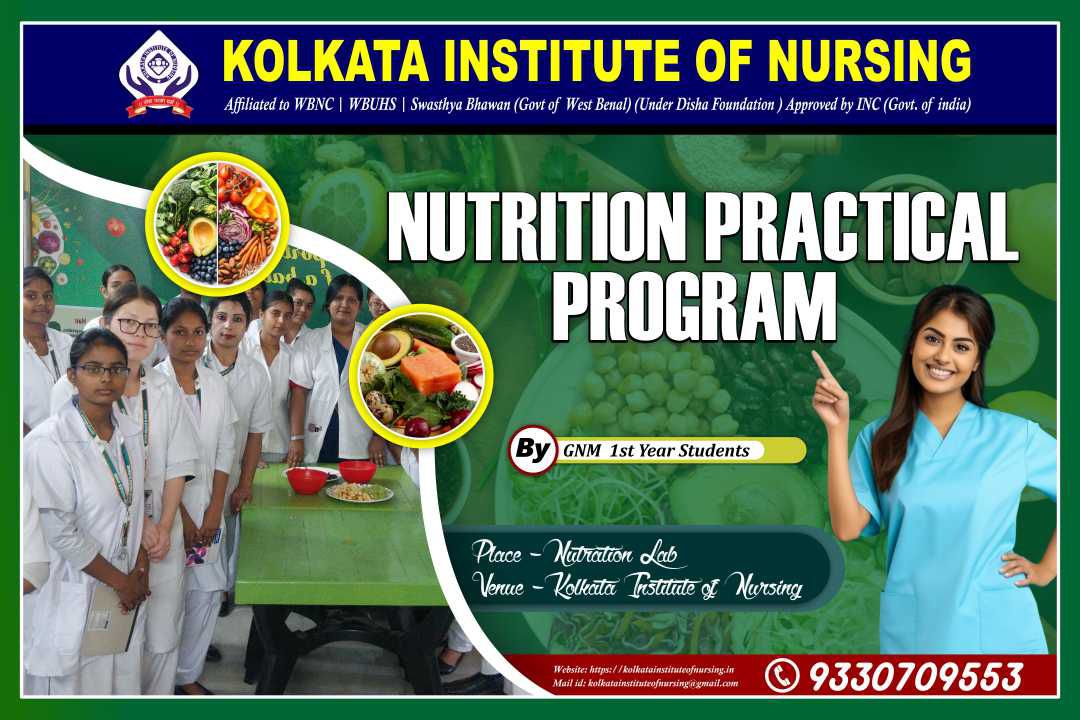 KOLKATA INSTITUTE OF NURSING
Affiliated to WBNC | WBUHS | Swasthya Bhawan (Govt of West Benal) (Under Disha Foundation ) Approved by INC (Govt. of india)
NUTRITION PRACTICAL
PROGRAM
By GNM 1st Year Students
Place - Nutration Lab
Venue - Kolkata Institute of Nursing
Website: https: //kolkatainstituteofnursing.in
Mail id: kolkatainstituteofnursing@gmail.com
9330709553